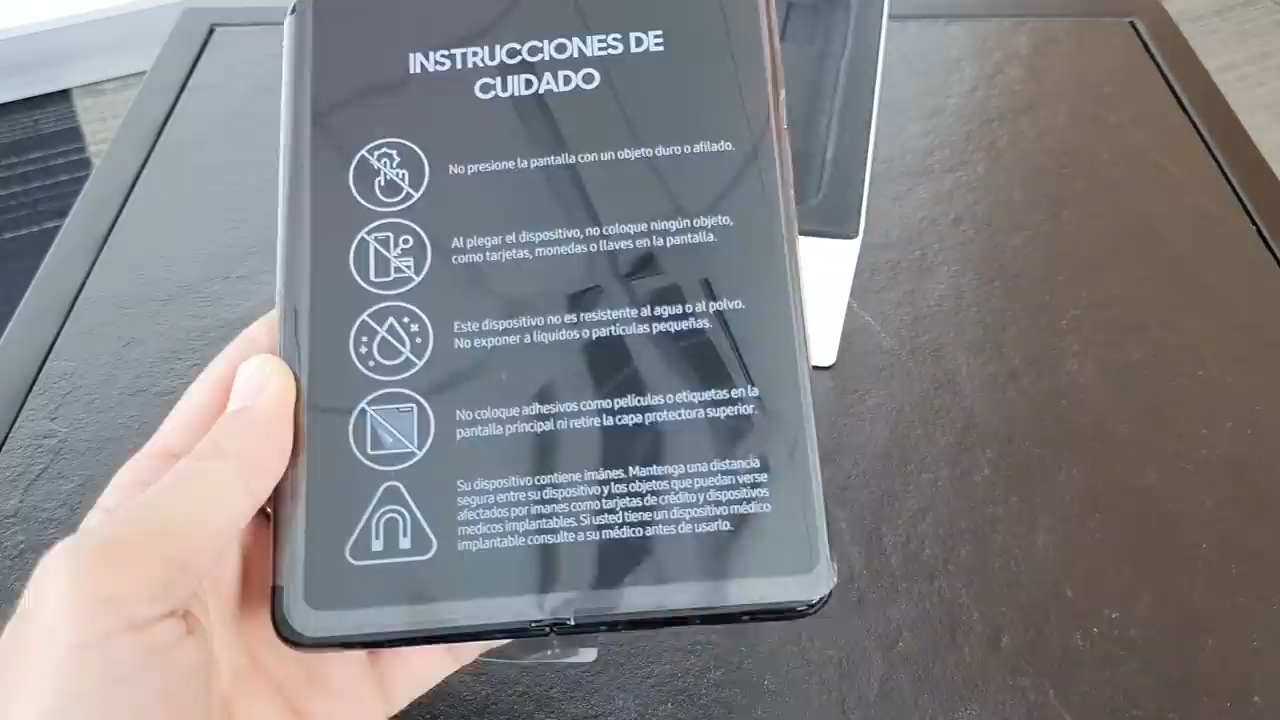 INSTRUCCIONES DE
CUIDADO
No presione la pantalla con un objeto duro o afilado.
Al plegar el dispositivo, no coloque ningún objeto,
como tarjetas, monedas o llaves en la pantalla.
Este dispositivo no es resistente al agua o al polvo.
No exponer a líquidos o partículas pequeñas.
No coloque adhesivos como películas o etiquetas en la
pantalla principal ni retire la capa protectora superior.
Su dispositivo contiene imánes. Mantenga una distancia
segura entre su dispositivo y los objetos que puedan verse
afectados por imanes como tarjetas de crédito y dispositivos
medicos implantables. Si usted tiene un dispositivo médico
implantable consulte a su médico antes de usarlo.